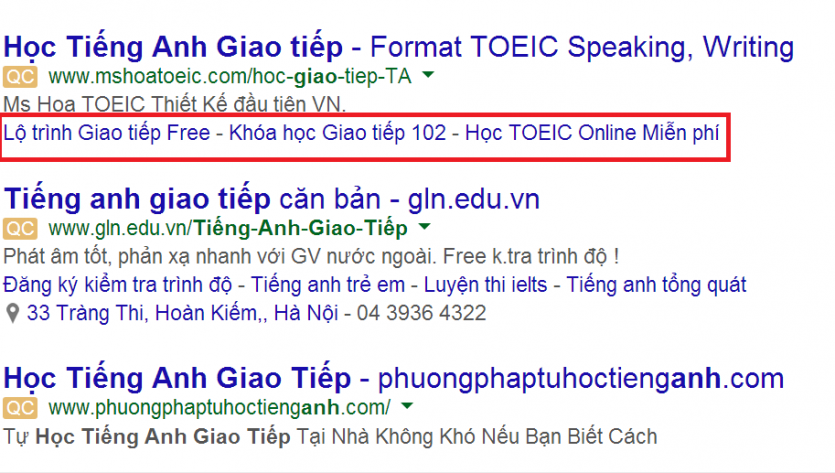 Học Tiếng Anh Giao tiếp - Format TOEIC Speaking, Writing
QC www.mshoatoeic.com/hoc-giao-tiep-TA
Ms Hoa TOEIC Thiết Kế đầu tiên VN.
Lộ trình Giao tiếp Free - Khóa học Giao tiếp 102 - Học TOEIC Online Miễn phí
Tiếng anh giao tiếp căn bản - gln.edu.vn
QC www.gln.edu.vn/Tiếng-Anh-Giao-Tiếp
Phát âm tốt, phản xạ nhanh với GV nước ngoài. Free k.tra trình độ !
Đăng ký kiểm tra trình độ - Tiếng anh trẻ em - Luyện thi ielts - Tiếng anh tổng quát
33 Tràng Thi, Hoàn Kiếm,, Hà Nội - 04 3936 4322
Học Tiếng Anh Giao Tiếp - phuongphaptuhoctienganh.com
QC www.phuongphaptuhoctienganh.com/
Tự Học Tiếng Anh Giao Tiếp Tại Nhà Không Khó Nếu Bạn Biết Cách